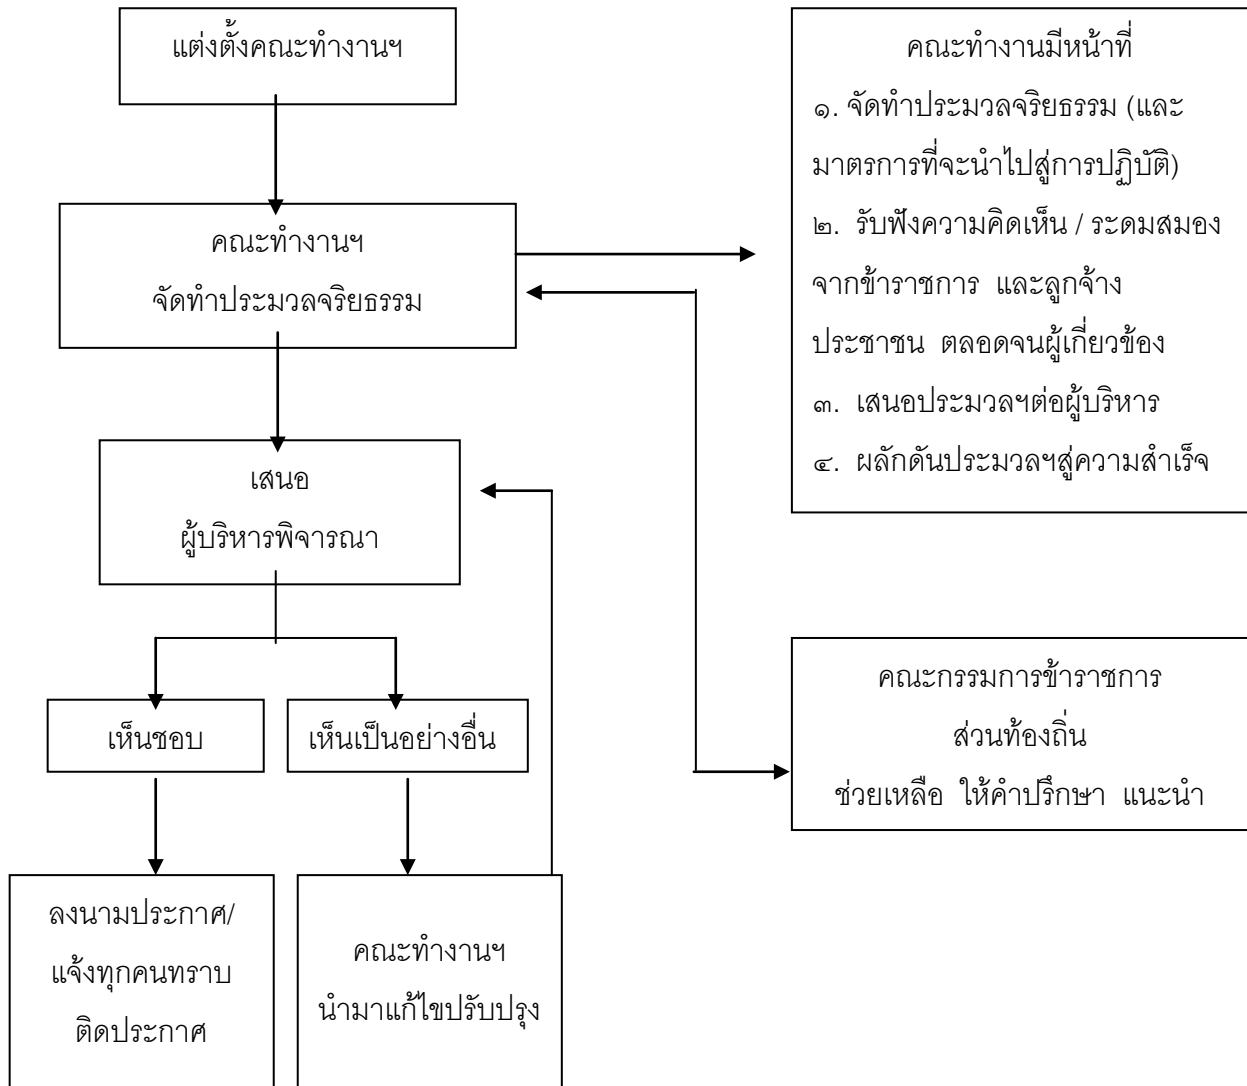 แต่งตั้งคณะทำงานฯ
คณะทำงานฯ
จัดทำประมวลจริยธรรม
เสนอ
ผู้บริหารพิจารณา
เห็นชอบ
เห็นเป็นอย่างอื่น
ลงนามประกาศ/
แจ้งทุกคนทราบ
ติดประกาศ
คณะทำงานฯ
นำมาแก้ไขปรับปรุง
คณะทำงานมีหน้าที่
๑. จัดทำประมวลจริยธรรม (และ
มาตรการที่จะนำไปสู่การปฏิบัติ)
๒. รับฟังความคิดเห็น / ระดมสมอง
จากข้าราชการ และลูกจ้าง
ประชาชน ตลอดจนผู้เกี่ยวข้อง
๓. เสนอประมวลฯต่อผู้บริหาร
๔. ผลักดันประมวลฯสู่ความสำเร็จ
คณะกรรมการข้าราชการ
ส่วนท้องถิ่น
ช่วยเหลือ ให้คำปรึกษา แนะนำ